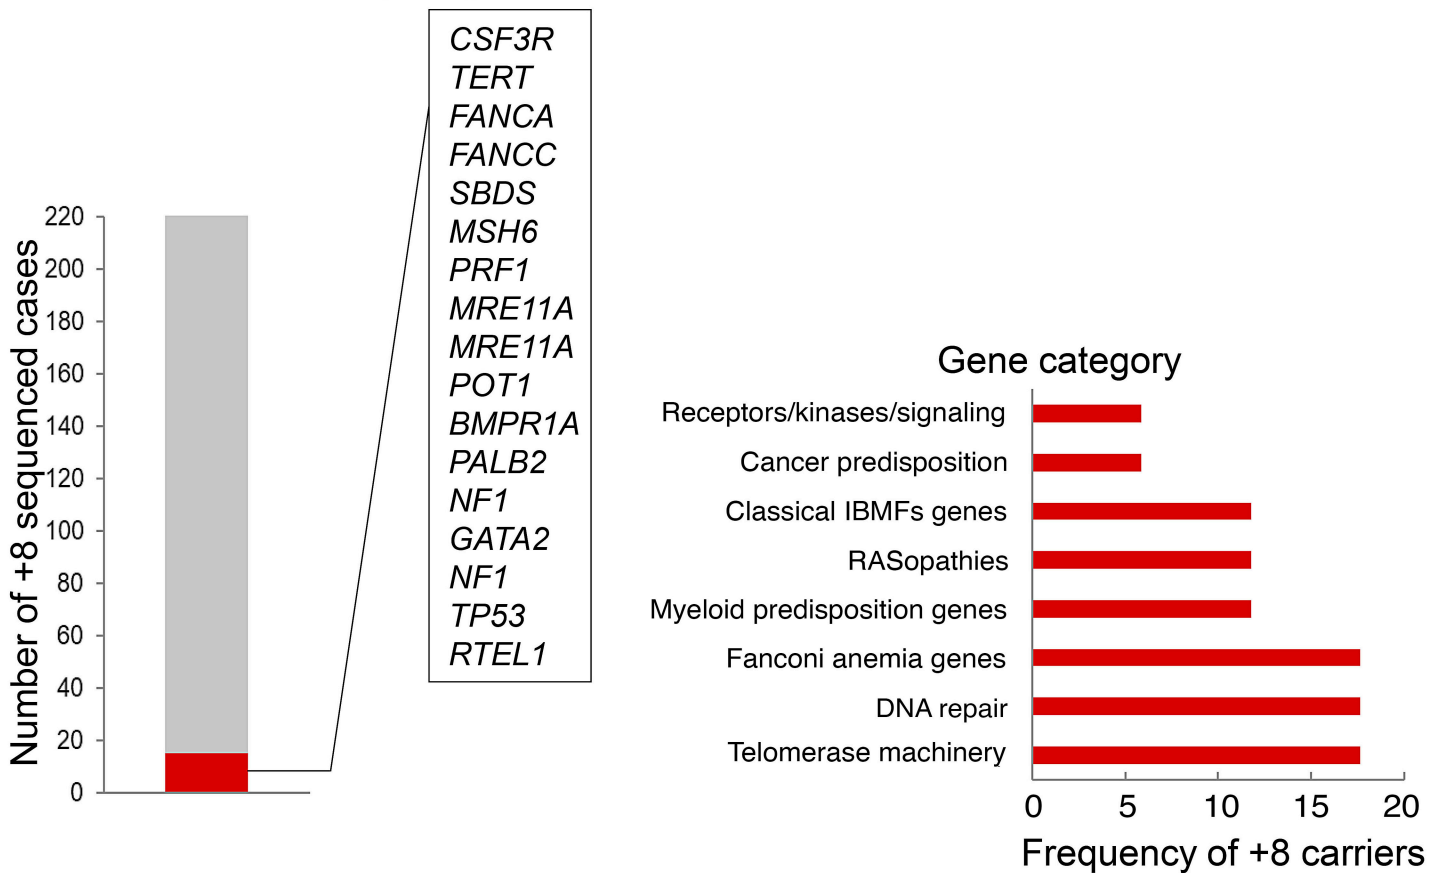 Number of +8 sequenced cases
220
200
180
160
140
120
100
80
60
40
20
0
CSF3R
TERT
FANCA
FANCC
SBDS
MSH6
PRF1
MRE11A
MRE11A
POT1
BMPR1A
PALB2
NF1
GATA2
NF1
TP53
RTEL1
Gene category
Receptors/kinases/signaling
Cancer predisposition
Classical IBMFs genes
RASopathies
Myeloid predisposition genes
Fanconi anemia genes
DNA repair
Telomerase machinery
0 5 10 15 20
Frequency of +8 carriers